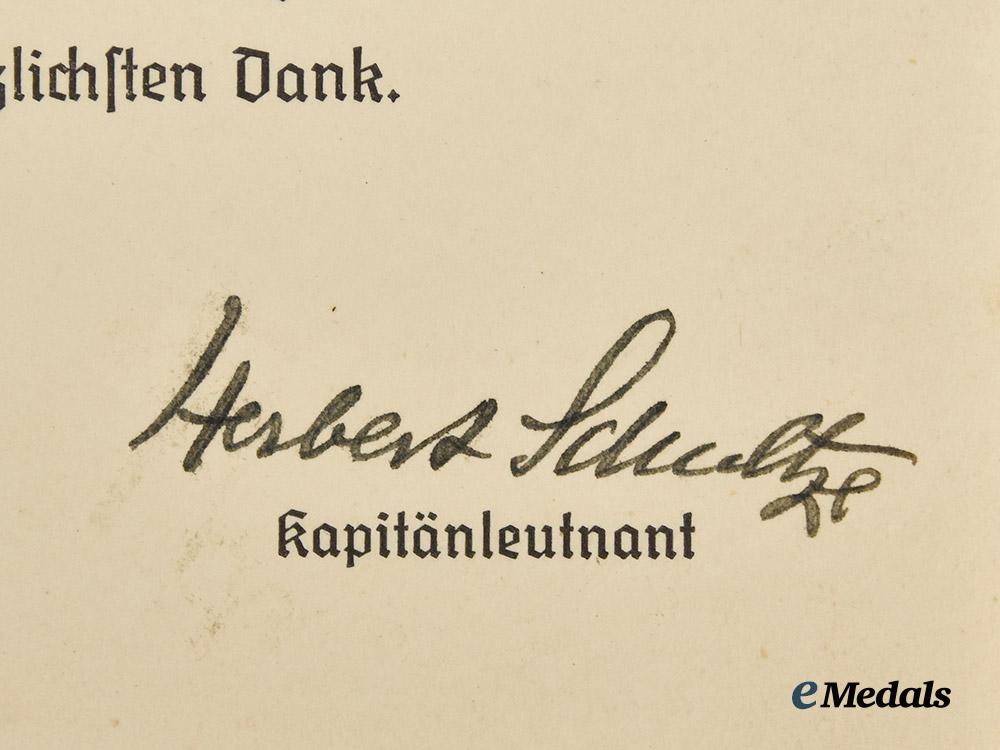 zlichsten Dank.
Herbert Schultze
Kapitänleutnant
eMedals